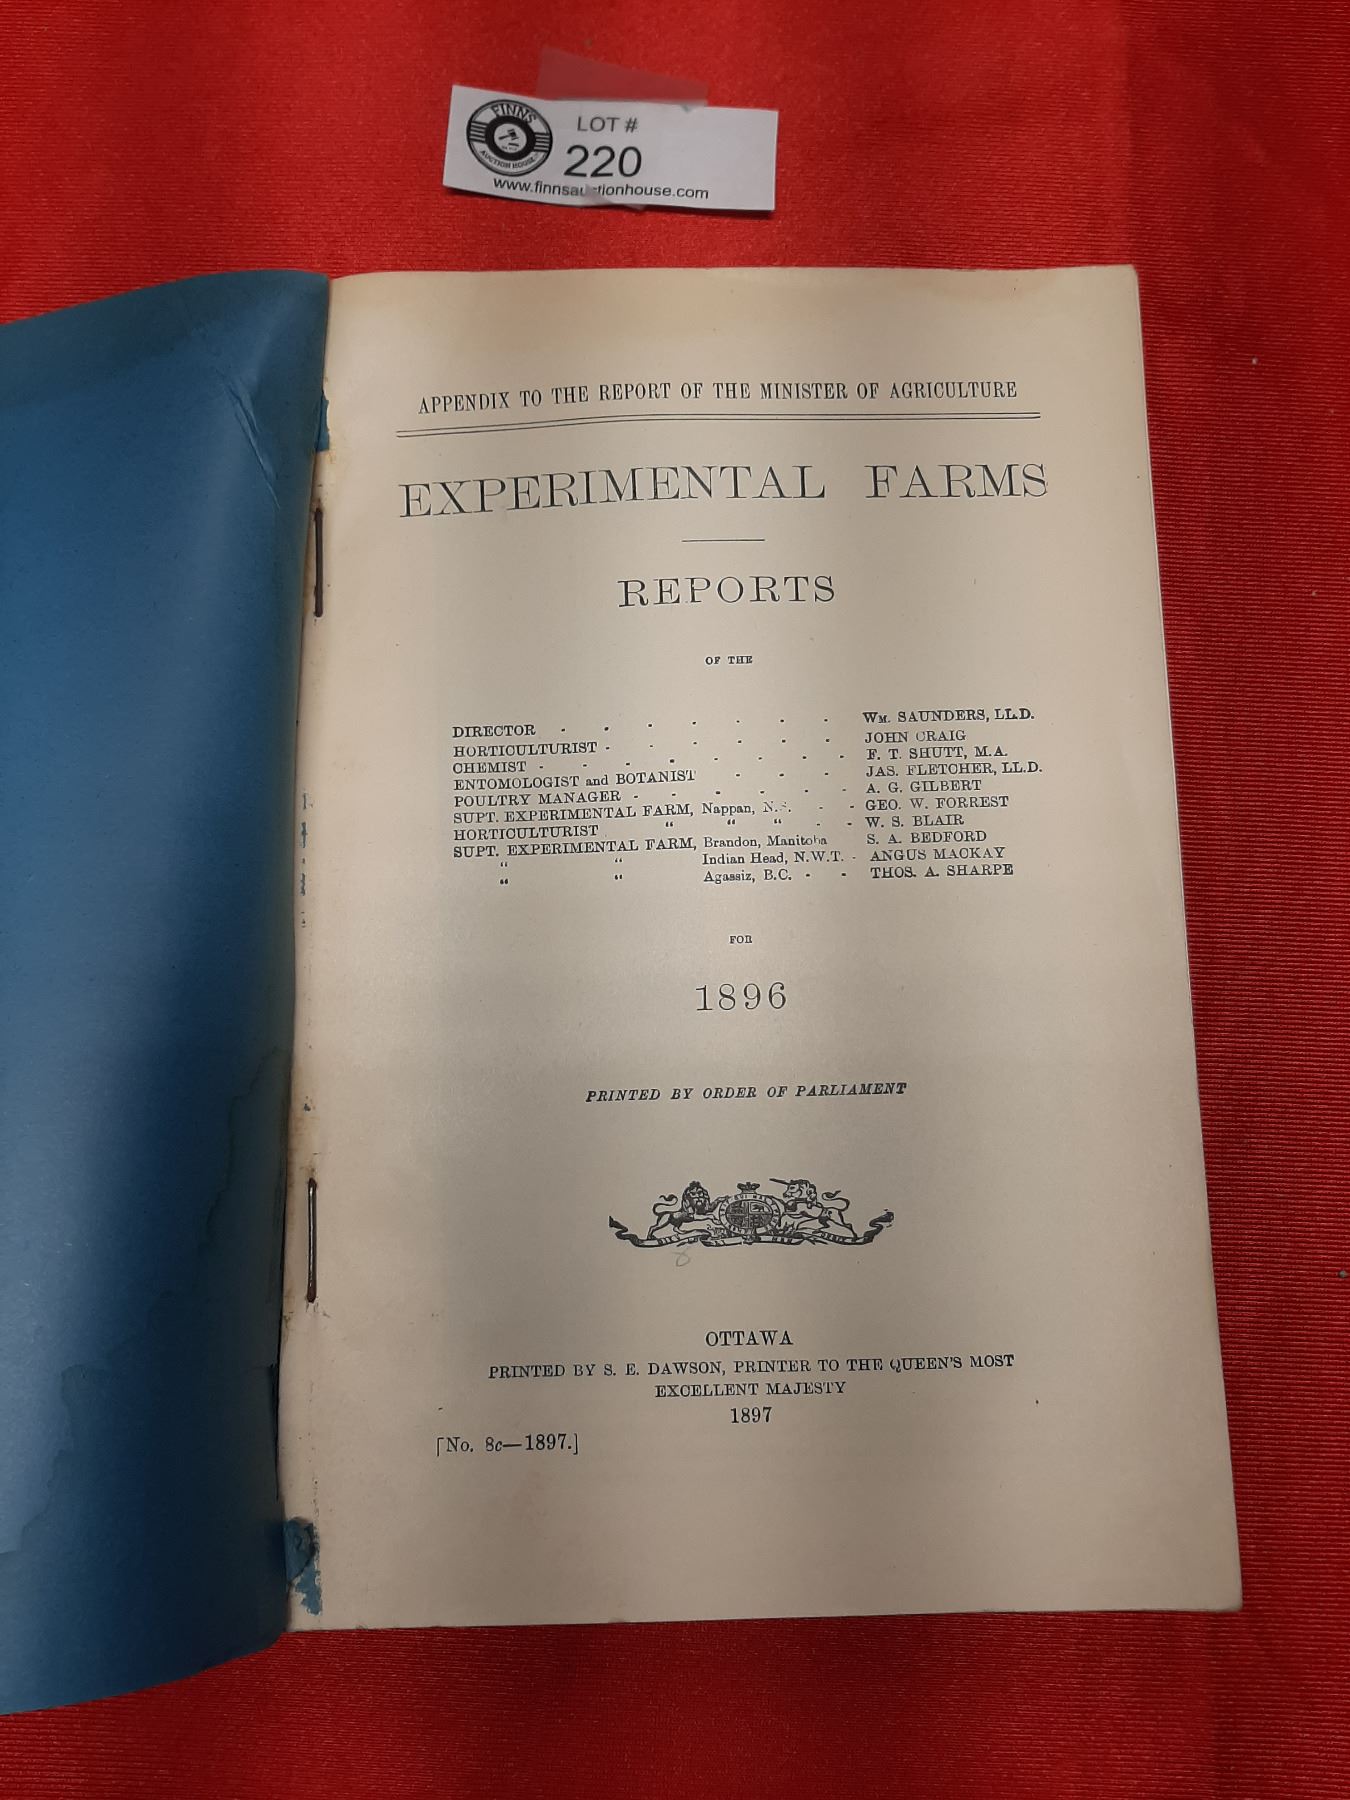 FINNS
AUCTION HOUSE
LOT #
220
www.finnsauctionhouse.com
APPENDIX TO THE REPORT OF THE MINISTER OF AGRICULTURE
EXPERIMENTAL FARMS
REPORTS
OF THE
DIRECTOR - - - - - - - WM. SAUNDERS, LL.D.
HORTICULTURIST - - - - - - JOHN CRAIG
CHEMIST - - - - - - - - F. T. SHUTT, M.A.
ENTOMOLOGIST and BOTANIST - - - JAS. FLETCHER, LL.D.
POULTRY MANAGER - - - - - - A. G. GILBERT
SUPT. EXPERIMENTAL FARM, Nappan, N.S. - - GEO. W. FORREST
HORTICULTURIST " " " - - W. S. BLAIR
SUPT. EXPERIMENTAL FARM, Brandon, Manitoba S. A. BEDFORD
" " Indian Head, N.W.T. - ANGUS MACKAY
" " Agassiz, B.C. - - THOS. A. SHARPE
FOR
1896
PRINTED BY ORDER OF PARLIAMENT
OTTAWA
PRINTED BY S. E. DAWSON, PRINTER TO THE QUEEN'S MOST
EXCELLENT MAJESTY
1897
[No. 8c—1897.]